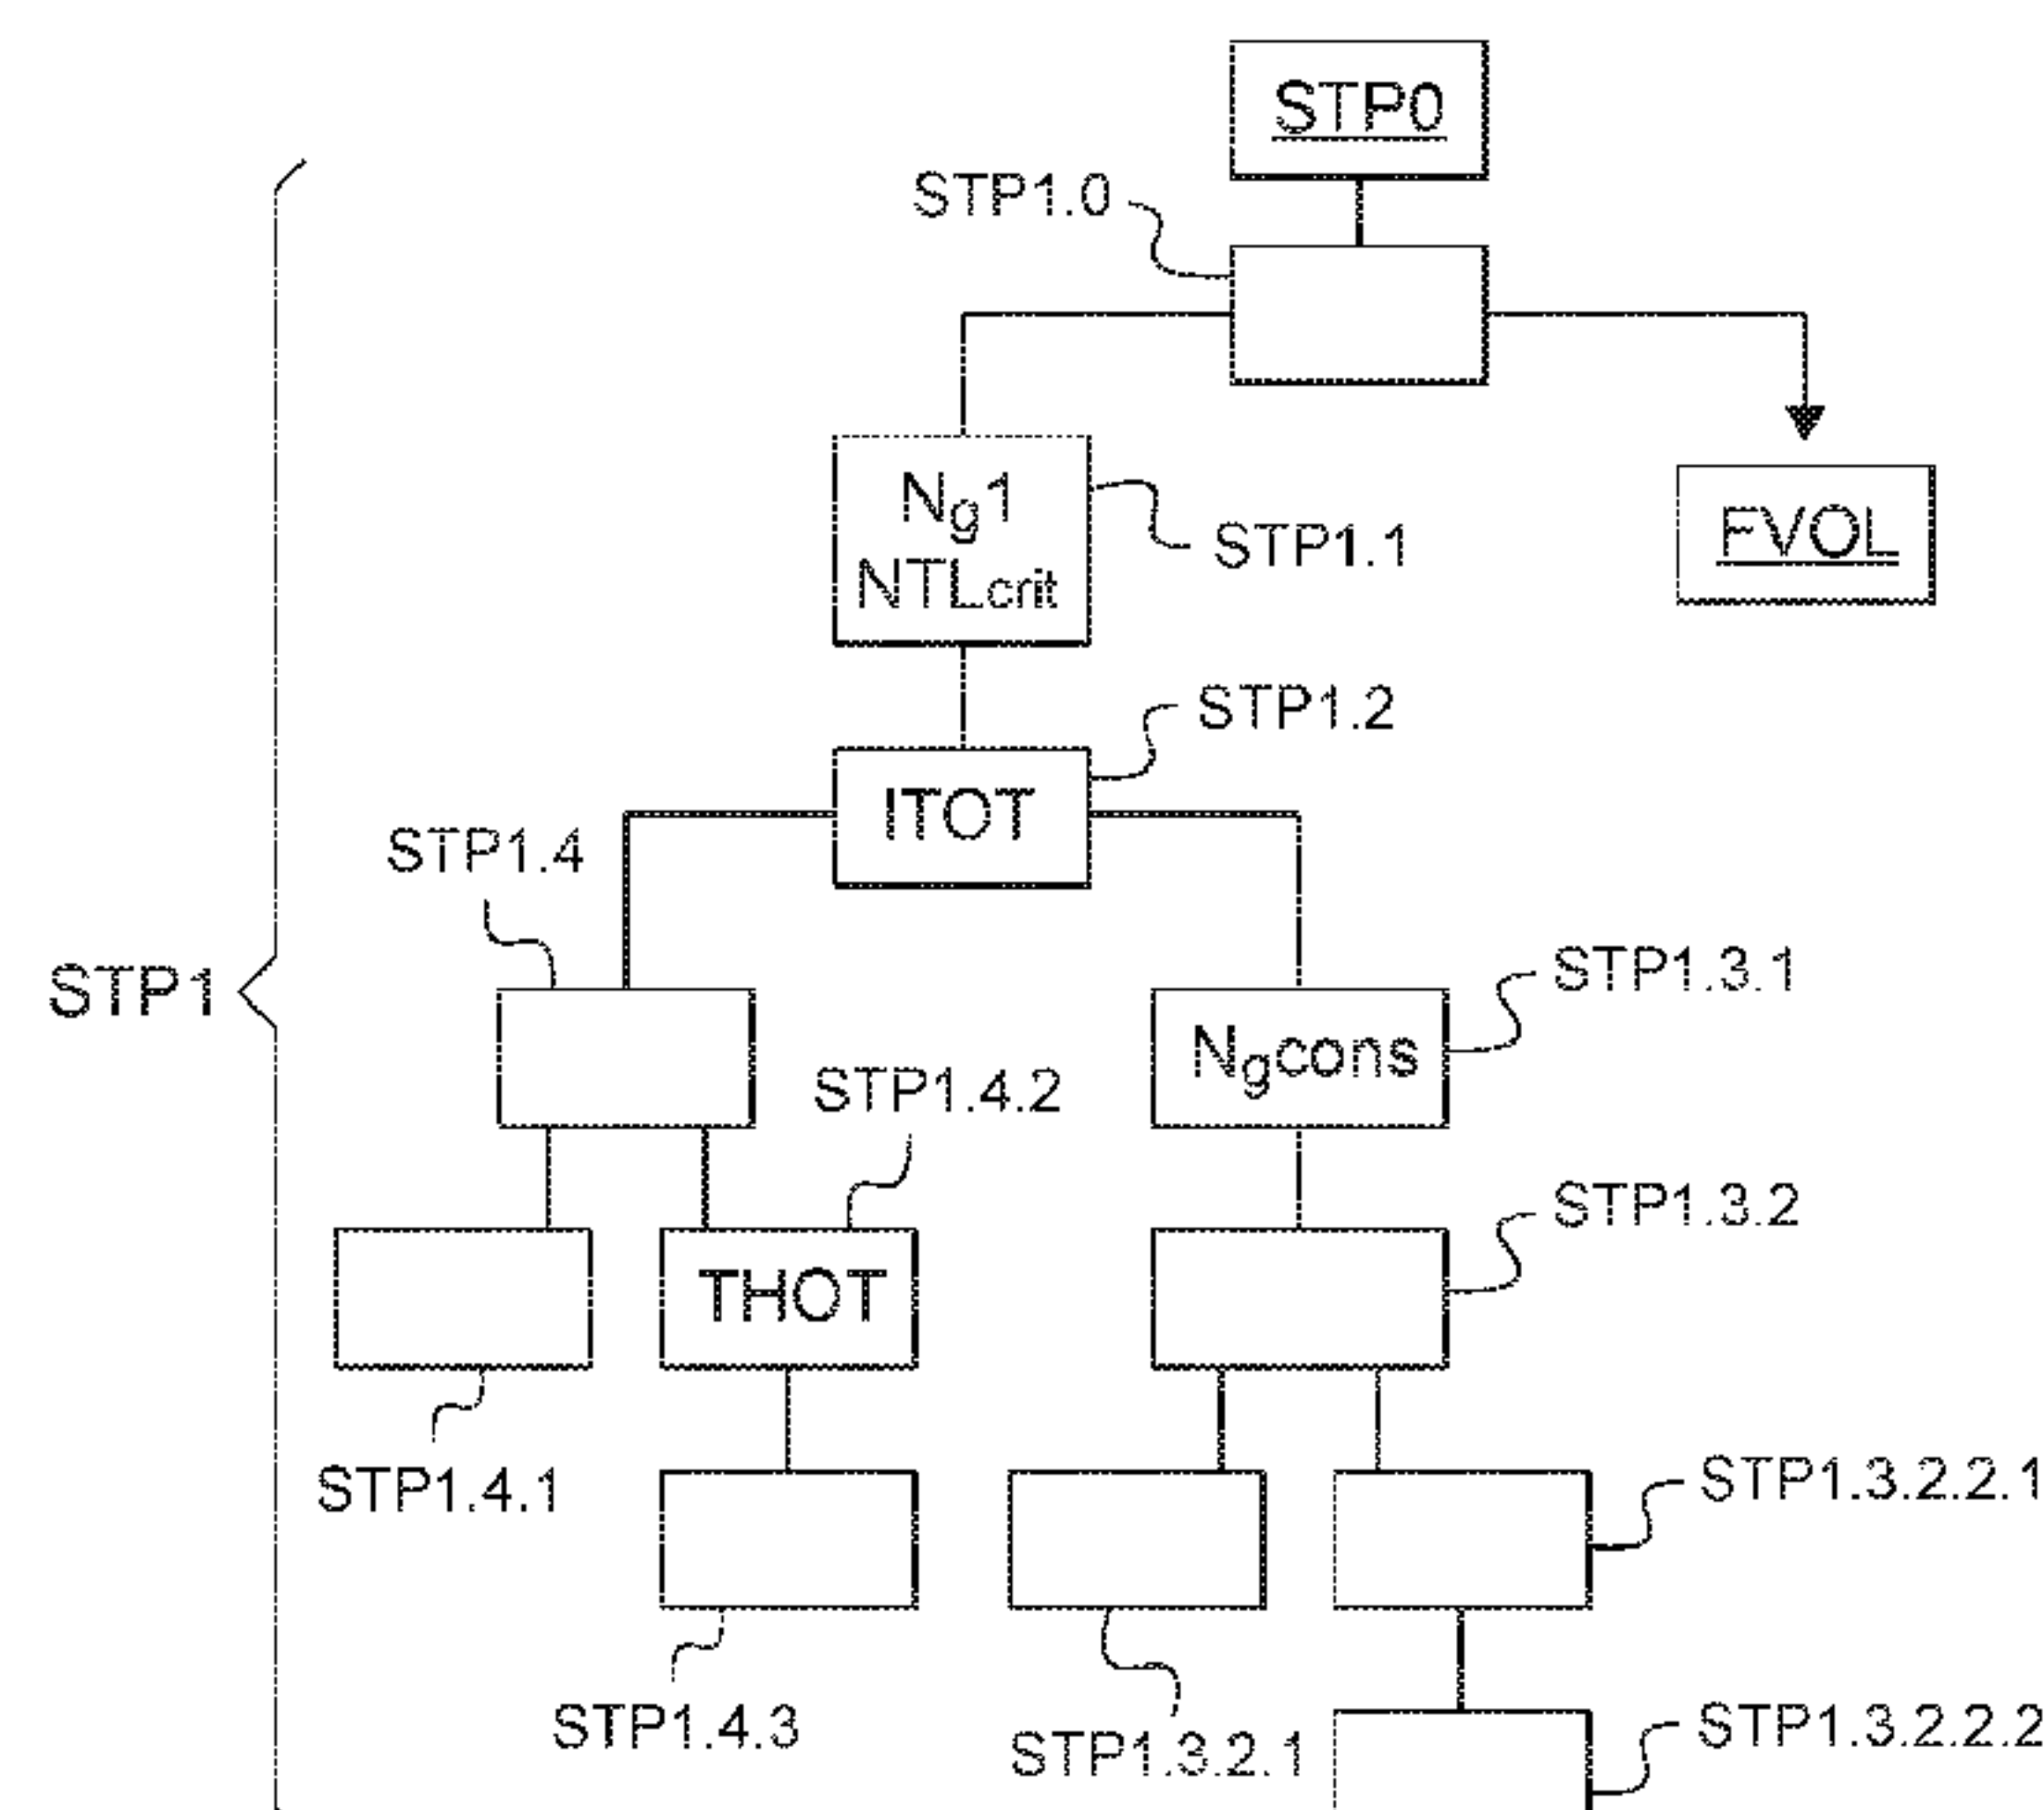 STP0
STP1.0
Ng1
NTLcrit
STP1.1
FVOL
STP1.2
ITOT
STP1.4
STP1
STP1.3.1
Ngcons
STP1.4.2
STP1.3.2
THOT
STP1.4.1
STP1.3.2.2.1
STP1.4.3
STP1.3.2.1
STP1.3.2.2.2